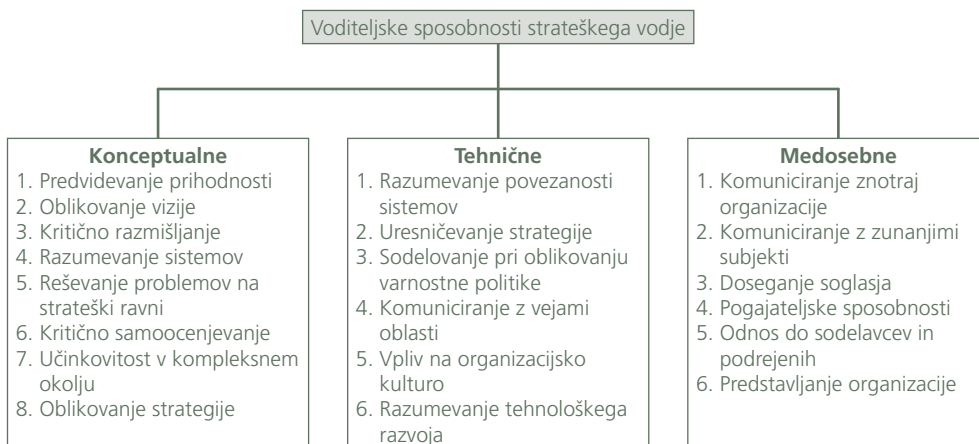 Voditeljske sposobnosti strateškega vodje
Konceptualne
1. Predvidevanje prihodnosti
2. Oblikovanje vizije
3. Kritično razmišljanje
4. Razumevanje sistemov
5. Reševanje problemov na
strateški ravni
6. Kritično samoocenjevanje
7. Učinkovitost v kompleksnem
okolju
8. Oblikovanje strategije
Tehnične
1. Razumevanje povezanosti
sistemov
2. Uresničevanje strategije
3. Sodelovanje pri oblikovanju
varnostne politike
4. Komuniciranje z vejami
oblasti
5. Vpliv na organizacijsko
kulturo
6. Razumevanje tehnološkega
razvoja
Medosebne
1. Komuniciranje znotraj
organizacije
2. Komuniciranje z zunanjimi
subjekti
3. Doseganje soglasja
4. Pogajateljske sposobnosti
5. Odnos do sodelavcev in
podrejenih
6. Predstavljanje organizacije